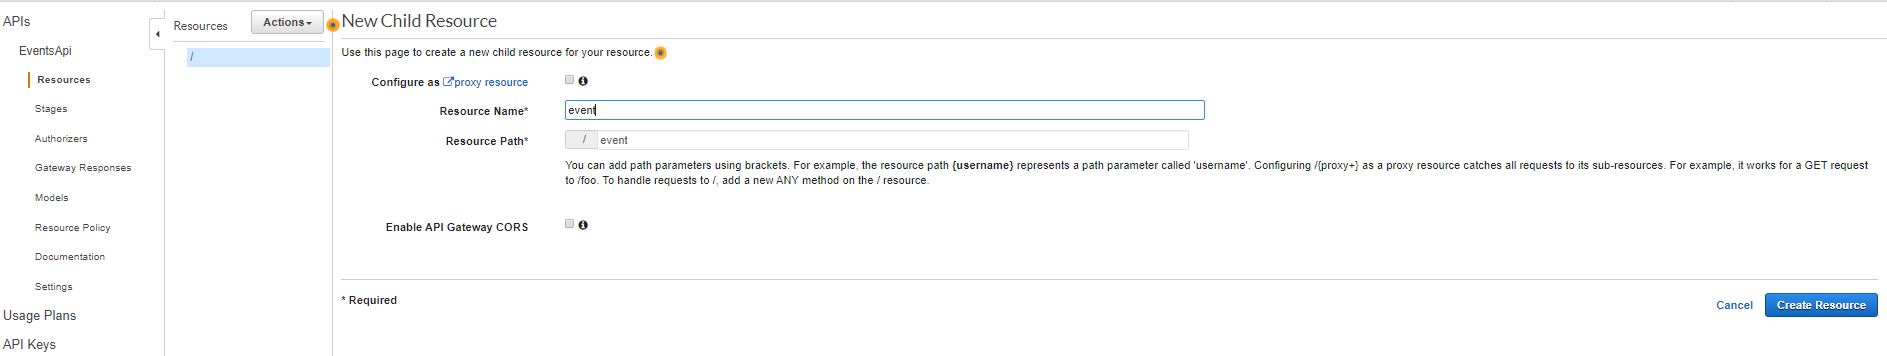 APIs
EventsApi
Resources
Stages
Authorizers
Gateway Responses
Models
Resource Policy
Documentation
Settings
Usage Plans
API Keys
Resources
Actions
/
New Child Resource
Use this page to create a new child resource for your resource.
Configure as proxy resource
Resource Name* event
Resource Path* / event
You can add path parameters using brackets. For example, the resource path {username} represents a path parameter called 'username'. Configuring /{proxy+} as a proxy resource catches all requests to its sub-resources. For example, it works for a GET request
to /foo. To handle requests to /, add a new ANY method on the / resource.
Enable API Gateway CORS
* Required
Cancel Create Resource